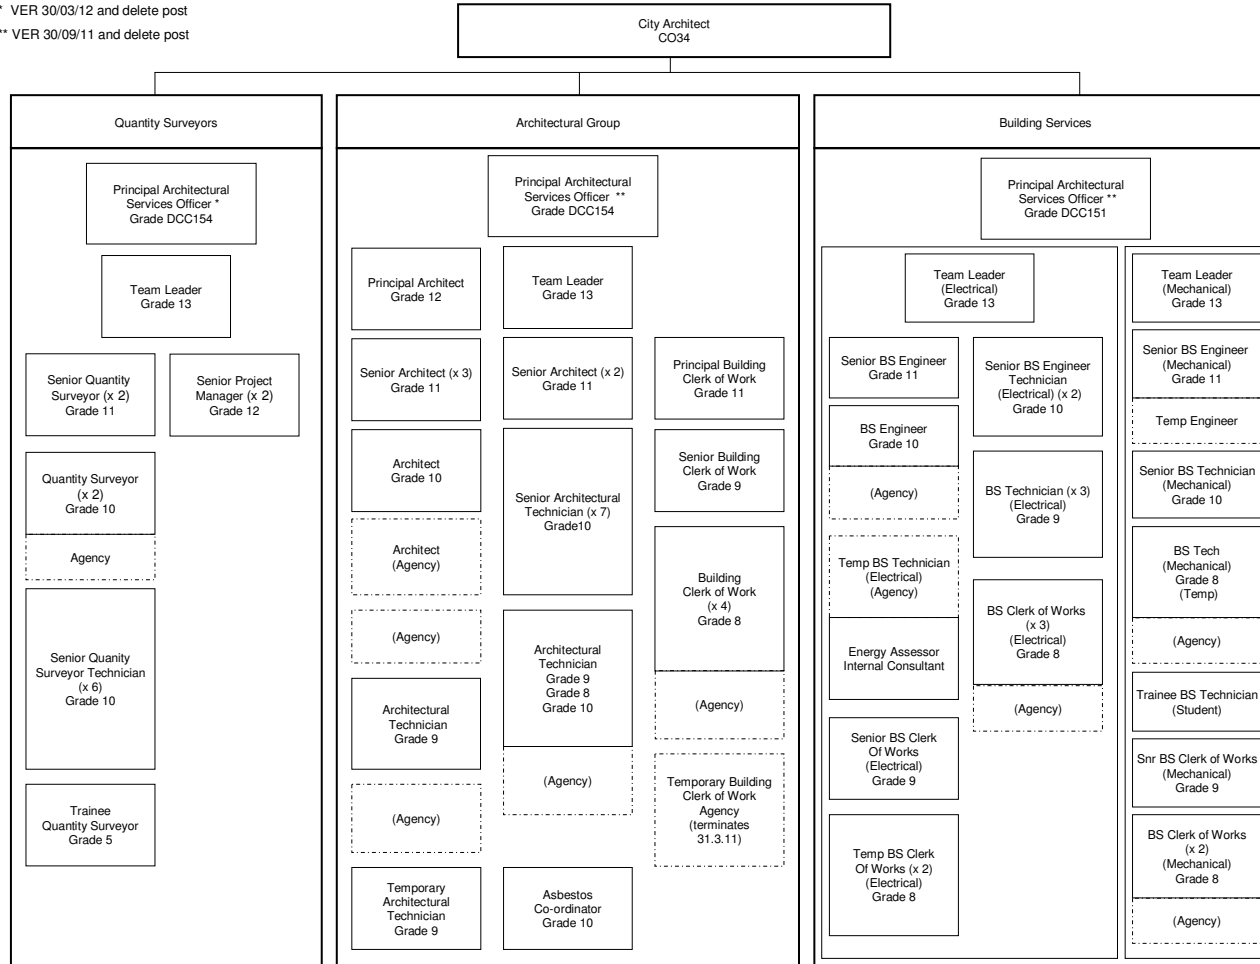 * VER 30/03/12 and delete post
** VER 30/09/11 and delete post
City Architect
CO34
Quantity Surveyors
Principal Architectural
Services Officer *
Grade DCC154
Team Leader
Grade 13
Senior Quantity
Surveyor (x 2)
Grade 11
Senior Project
Manager (x 2)
Grade 12
Quantity Surveyor
(x 2)
Grade 10
Agency
Senior Quanity
Surveyor Technician
(x 6)
Grade 10
Trainee
Quantity Surveyor
Grade 5
Architectural Group
Principal Architectural
Services Officer **
Grade DCC154
Principal Architect
Grade 12
Senior Architect (x 3)
Grade 11
Architect
Grade 10
Architect
(Agency)
(Agency)
Architectural
Technician
Grade 9
(Agency)
Temporary
Architectural
Technician
Grade 9
Team Leader
Grade 13
Senior Architect (x 2)
Grade 11
Senior Architectural
Technician (x 7)
Grade10
Architectural
Technician
Grade 9
Grade 8
Grade 10
(Agency)
Asbestos
Co-ordinator
Grade 10
Principal Building
Clerk of Work
Grade 11
Senior Building
Clerk of Work
Grade 9
Building
Clerk of Work
(x 4)
Grade 8
(Agency)
Temporary Building
Clerk of Work
Agency
(terminates
31.3.11)
Building Services
Principal Architectural
Services Officer **
Grade DCC151
Team Leader
(Electrical)
Grade 13
Senior BS Engineer
Grade 11
BS Engineer
Grade 10
(Agency)
Temp BS Technician
(Electrical)
(Agency)
Energy Assessor
Internal Consultant
Senior BS Clerk
Of Works
(Electrical)
Grade 9
Temp BS Clerk
Of Works (x 2)
(Electrical)
Grade 8
Senior BS Engineer
Technician
(Electrical) (x 2)
Grade 10
BS Technician (x 3)
(Electrical)
Grade 9
BS Clerk of Works
(x 3)
(Electrical)
Grade 8
(Agency)
Team Leader
(Mechanical)
Grade 13
Senior BS Engineer
(Mechanical)
Grade 11
Temp Engineer
Senior BS Technician
(Mechanical)
Grade 10
BS Tech
(Mechanical)
Grade 8
(Temp)
(Agency)
Trainee BS Technician
(Student)
Snr BS Clerk of Works
(Mechanical)
Grade 9
BS Clerk of Works
(x 2)
(Mechanical)
Grade 8
(Agency)